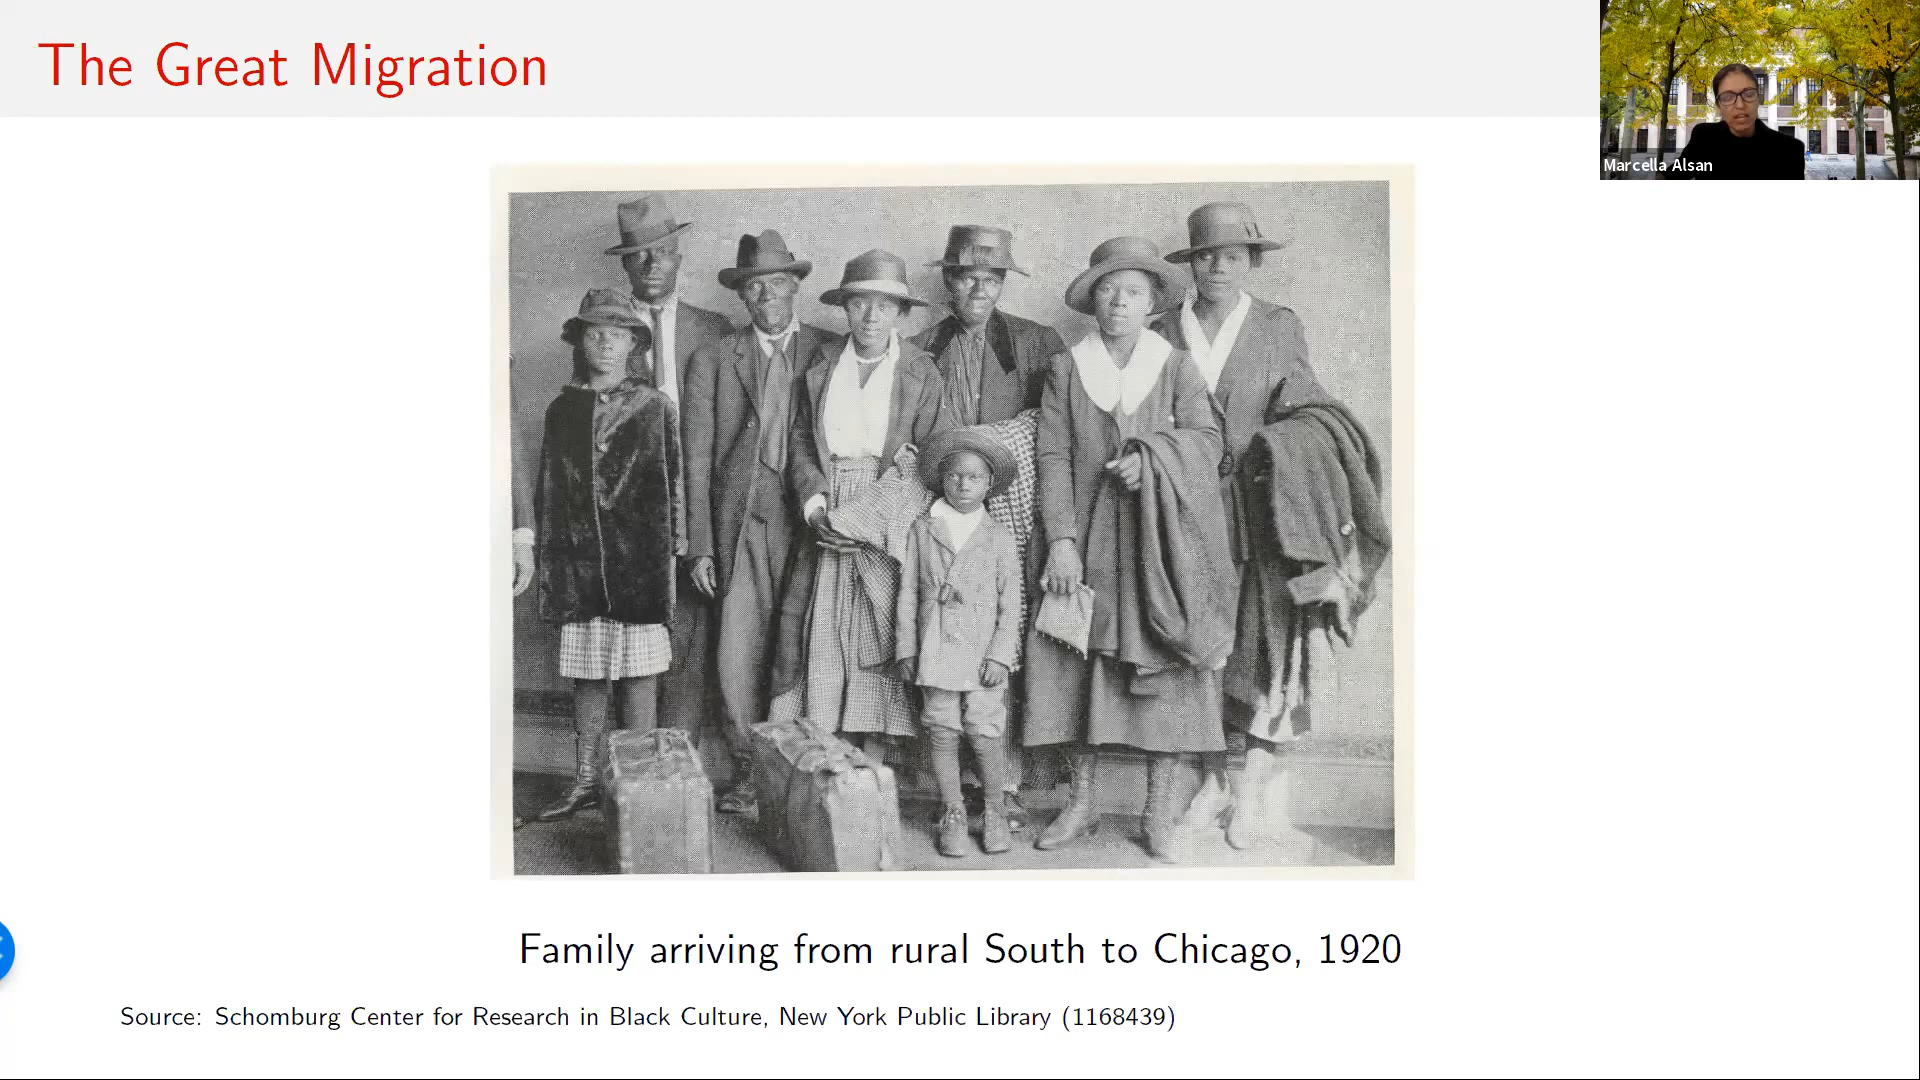 The Great Migration
Marcella Alsan
Family arriving from rural South to Chicago, 1920
Source: Schomburg Center for Research in Black Culture, New York Public Library (1168439)